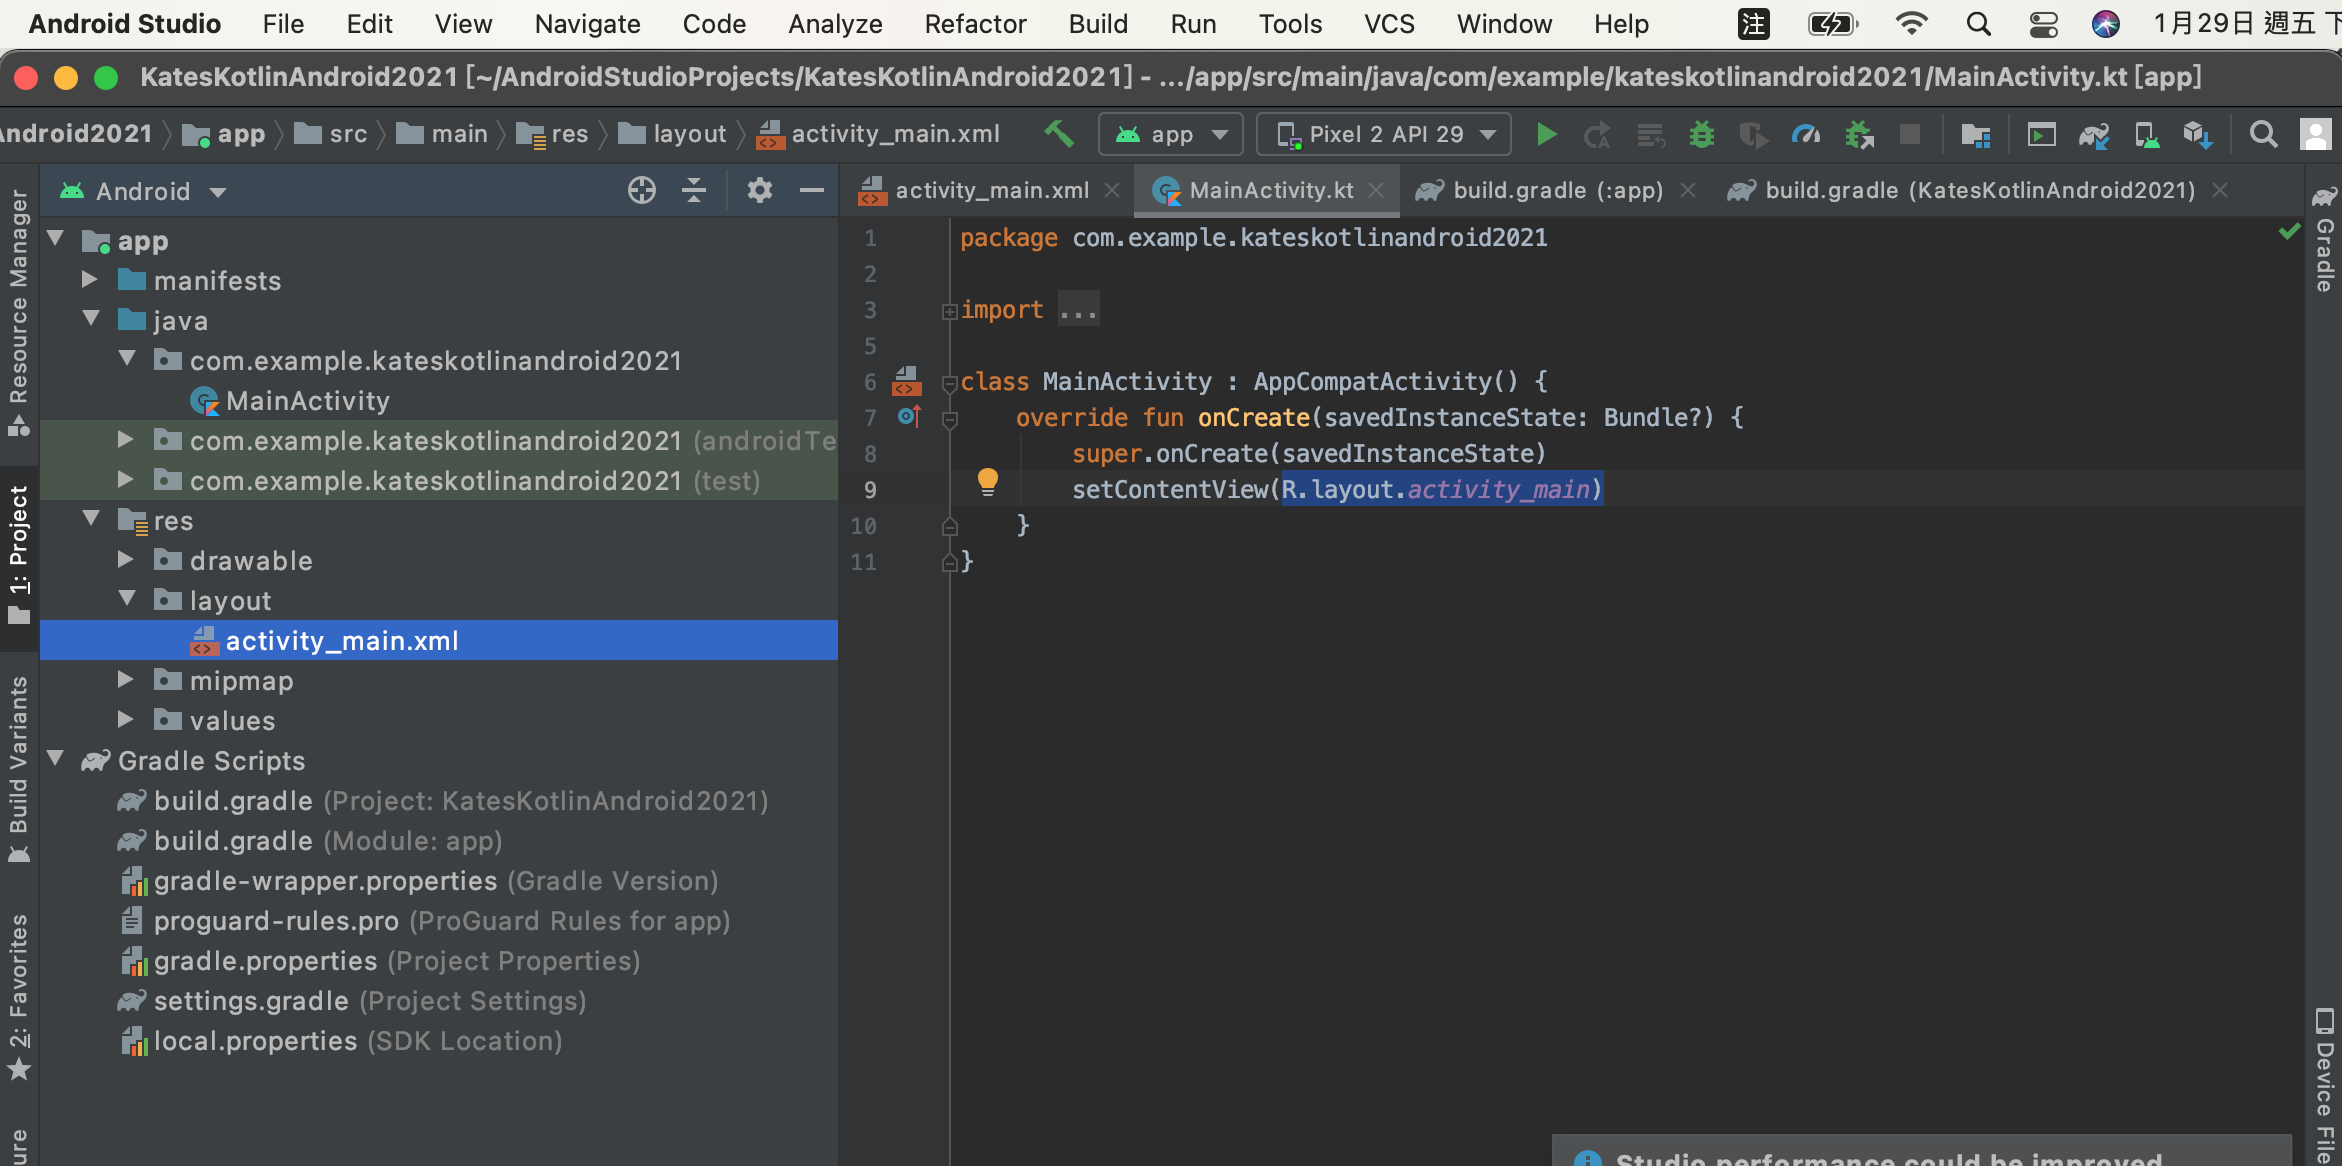 Android Studio File Edit View Navigate Code Analyze Refactor Build Run Tools VCS Window Help 注 1月29日 週五 下
KatesKotlinAndroid2021 [~/AndroidStudioProjects/KatesKotlinAndroid2021] - .../app/src/main/java/com/example/kateskotlinandroid2021/MainActivity.kt [app]
Android2021 app src main res layout activity_main.xml app Pixel 2 API 29
Android
activity_main.xml MainActivity.kt build.gradle (:app) build.gradle (KatesKotlinAndroid2021)
Resource Manager
1: Project
Build Variants
2: Favorites
ure
app
manifests
java
com.example.kateskotlinandroid2021
MainActivity
com.example.kateskotlinandroid2021 (androidTe
com.example.kateskotlinandroid2021 (test)
res
drawable
layout
activity_main.xml
mipmap
values
Gradle Scripts
build.gradle (Project: KatesKotlinAndroid2021)
build.gradle (Module: app)
gradle-wrapper.properties (Gradle Version)
proguard-rules.pro (ProGuard Rules for app)
gradle.properties (Project Properties)
settings.gradle (Project Settings)
local.properties (SDK Location)
1 package com.example.kateskotlinandroid2021
2
3 import ...
5
6 class MainActivity : AppCompatActivity() {
7 override fun onCreate(savedInstanceState: Bundle?) {
8 super.onCreate(savedInstanceState)
9 setContentView(R.layout.activity_main)
10 }
11 }
Gradle
Device File
Studio performance could be improved